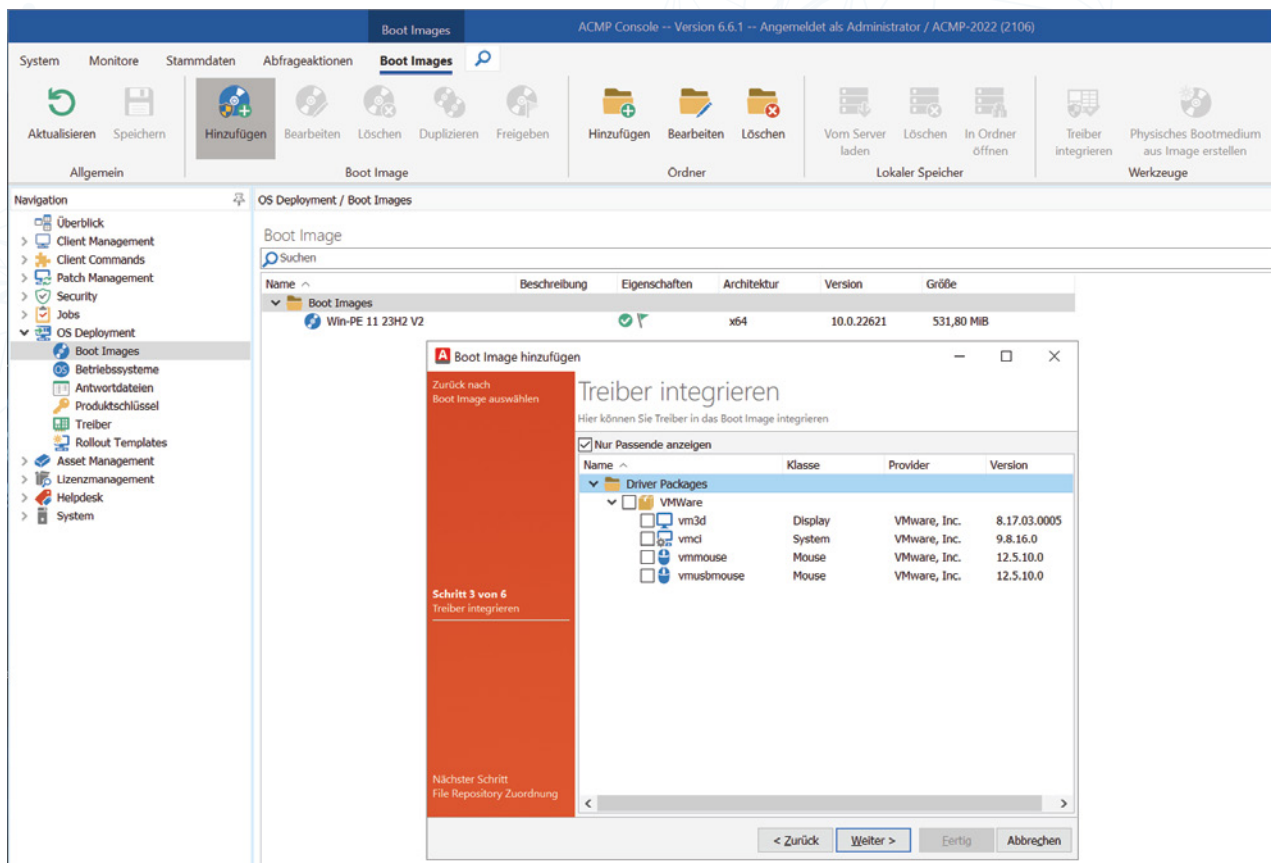 Boot Images
ACMP Console -- Version 6.6.1 -- Angemeldet als Administrator / ACMP-2022 (2106)
System Monitore Stammdaten Abfrageaktionen Boot Images
Aktualisieren Speichern Hinzufügen Bearbeiten Löschen Duplizieren Freigeben Hinzufügen Bearbeiten Löschen Vom Server laden Löschen In Ordner öffnen Treiber integrieren Physisches Bootmedium aus Image erstellen
Allgemein Boot Image Ordner Lokaler Speicher Werkzeuge
Navigation
Überblick
Client Management
Client Commands
Patch Management
Security
Jobs
OS Deployment
Boot Images
OS Betriebssysteme
Antwortdateien
Produktschlüssel
Treiber
Rollout Templates
Asset Management
Lizenzmanagement
Helpdesk
System
OS Deployment / Boot Images
Boot Image
Suchen
Name Beschreibung Eigenschaften Architektur Version Größe
Boot Images
Win-PE 11 23H2 V2 x64 10.0.22621 531,80 MiB
A Boot Image hinzufügen
Zurück nach
Boot Image auswählen
Schritt 3 von 6
Treiber integrieren
Nächster Schritt
File Repository Zuordnung
Treiber integrieren
Hier können Sie Treiber in das Boot Image integrieren
Nur Passende anzeigen
Name Klasse Provider Version
Driver Packages
VMWare
vm3d Display VMware, Inc. 8.17.03.0005
vmci System VMware, Inc. 9.8.16.0
vmmouse Mouse VMware, Inc. 12.5.10.0
vmusbmouse Mouse VMware, Inc. 12.5.10.0
< Zurück Weiter > Fertig Abbrechen